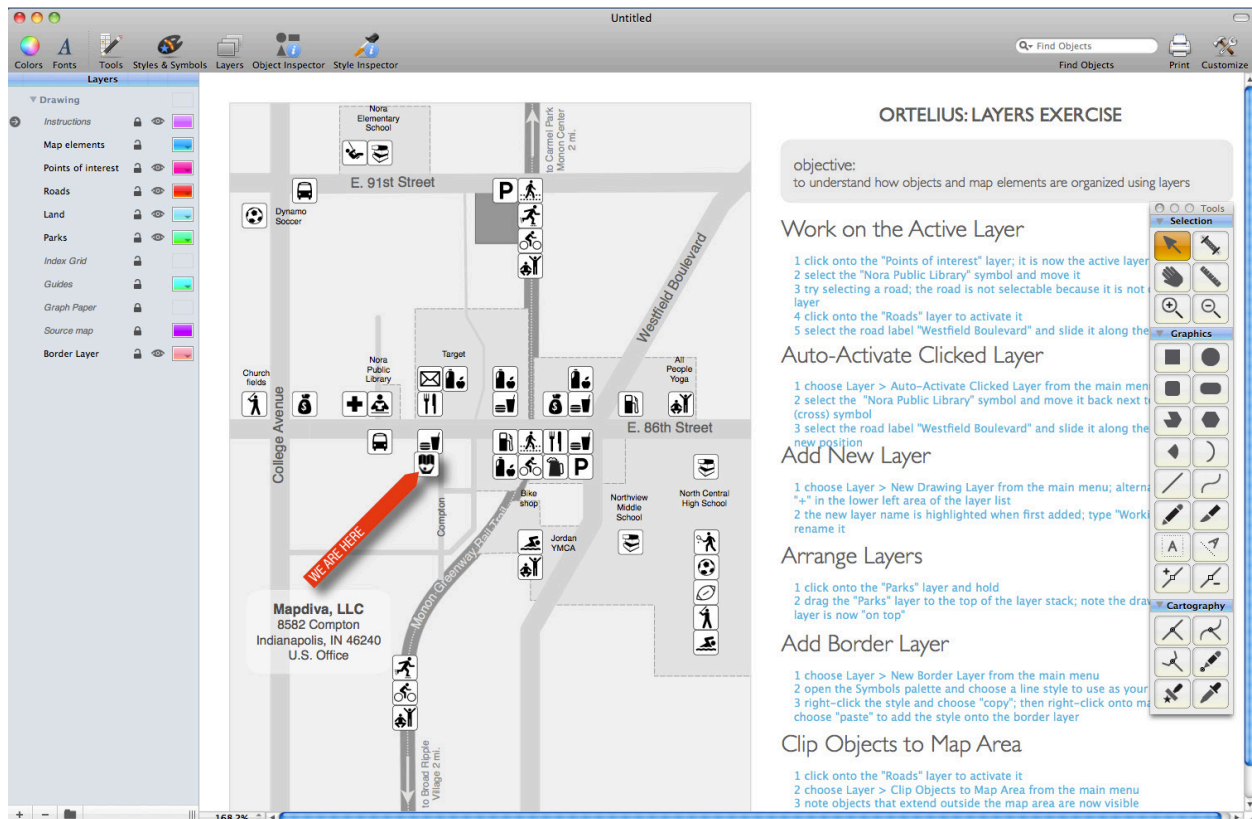 Untitled
Colors
Fonts
Tools
Styles & Symbols
Layers
Object Inspector
Style Inspector
Find Objects
Find Objects
Print
Customize
Layers
Drawing
Instructions
Map elements
Points of interest
Roads
Land
Parks
Index Grid
Guides
Graph Paper
Source map
Border Layer
Nora
Elementary
School
to Carmel Park
Monon Center
2 mi.
E. 91st Street
P
Dynamo
Soccer
Westfield Boulevard
Church
fields
Nora
Public
Library
Target
All
People
Yoga
College Avenue
E. 86th Street
P
Compton
Bike
shop
Northview
Middle
School
North Central
High School
Jordan
YMCA
WE ARE HERE
Monon Greenway Rail Trail
Mapdiva, LLC
8582 Compton
Indianapolis, IN 46240
U.S. Office
to Broad Ripple
Village 2 mi.
168.2%
ORTELIUS: LAYERS EXERCISE
objective:
to understand how objects and map elements are organized using layers
Work on the Active Layer
1 click onto the "Points of interest" layer; it is now the active layer
2 select the "Nora Public Library" symbol and move it
3 try selecting a road; the road is not selectable because it is not
layer
4 click onto the "Roads" layer to activate it
5 select the road label "Westfield Boulevard" and slide it along the
Auto-Activate Clicked Layer
1 choose Layer > Auto-Activate Clicked Layer from the main men
2 select the "Nora Public Library" symbol and move it back next t
(cross) symbol
3 select the road label "Westfield Boulevard" and slide it along the
new position
Add New Layer
1 choose Layer > New Drawing Layer from the main menu; alterna
"+" in the lower left area of the layer list
2 the new layer name is highlighted when first added; type "Worki
rename it
Arrange Layers
1 click onto the "Parks" layer and hold
2 drag the "Parks" layer to the top of the layer stack; note the dra
layer is now "on top"
Add Border Layer
1 choose Layer > New Border Layer from the main menu
2 open the Symbols palette and choose a line style to use as your
3 right-click the style and choose "copy"; then right-click onto ma
choose "paste" to add the style onto the border layer
Clip Objects to Map Area
1 click onto the "Roads" layer to activate it
2 choose Layer > Clip Objects to Map Area from the main menu
3 note objects that extend outside the map area are now visible
Tools
Selection
Graphics
A
Cartography